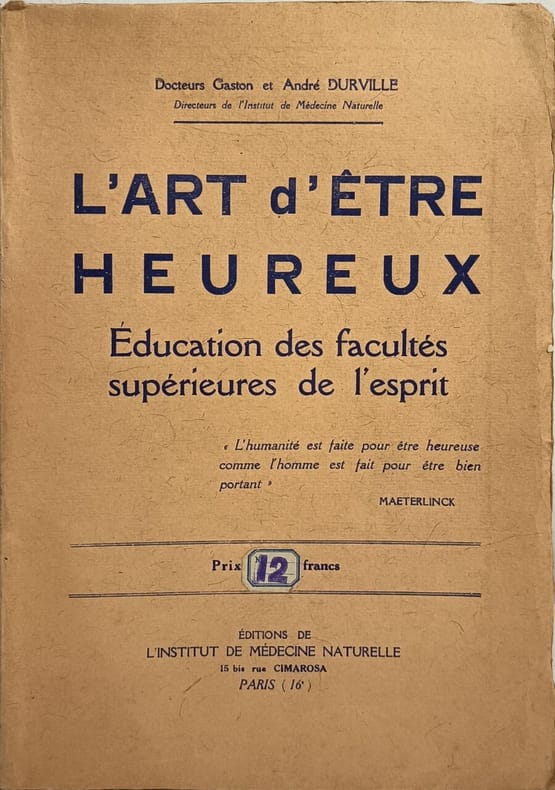 Docteurs Gaston et André DURVILLE
Directeurs de l'Institut de Médecine Naturelle
L'ART d'ÊTRE
HEUREUX
Éducation des facultés
supérieures de l'esprit
« L'humanité est faite pour être heureuse
comme l'homme est fait pour être bien
portant »
MAETERLINCK
Prix 12 francs
ÉDITIONS DE
L'INSTITUT DE MÉDECINE NATURELLE
15 bis rue CIMAROSA
PARIS (16e)